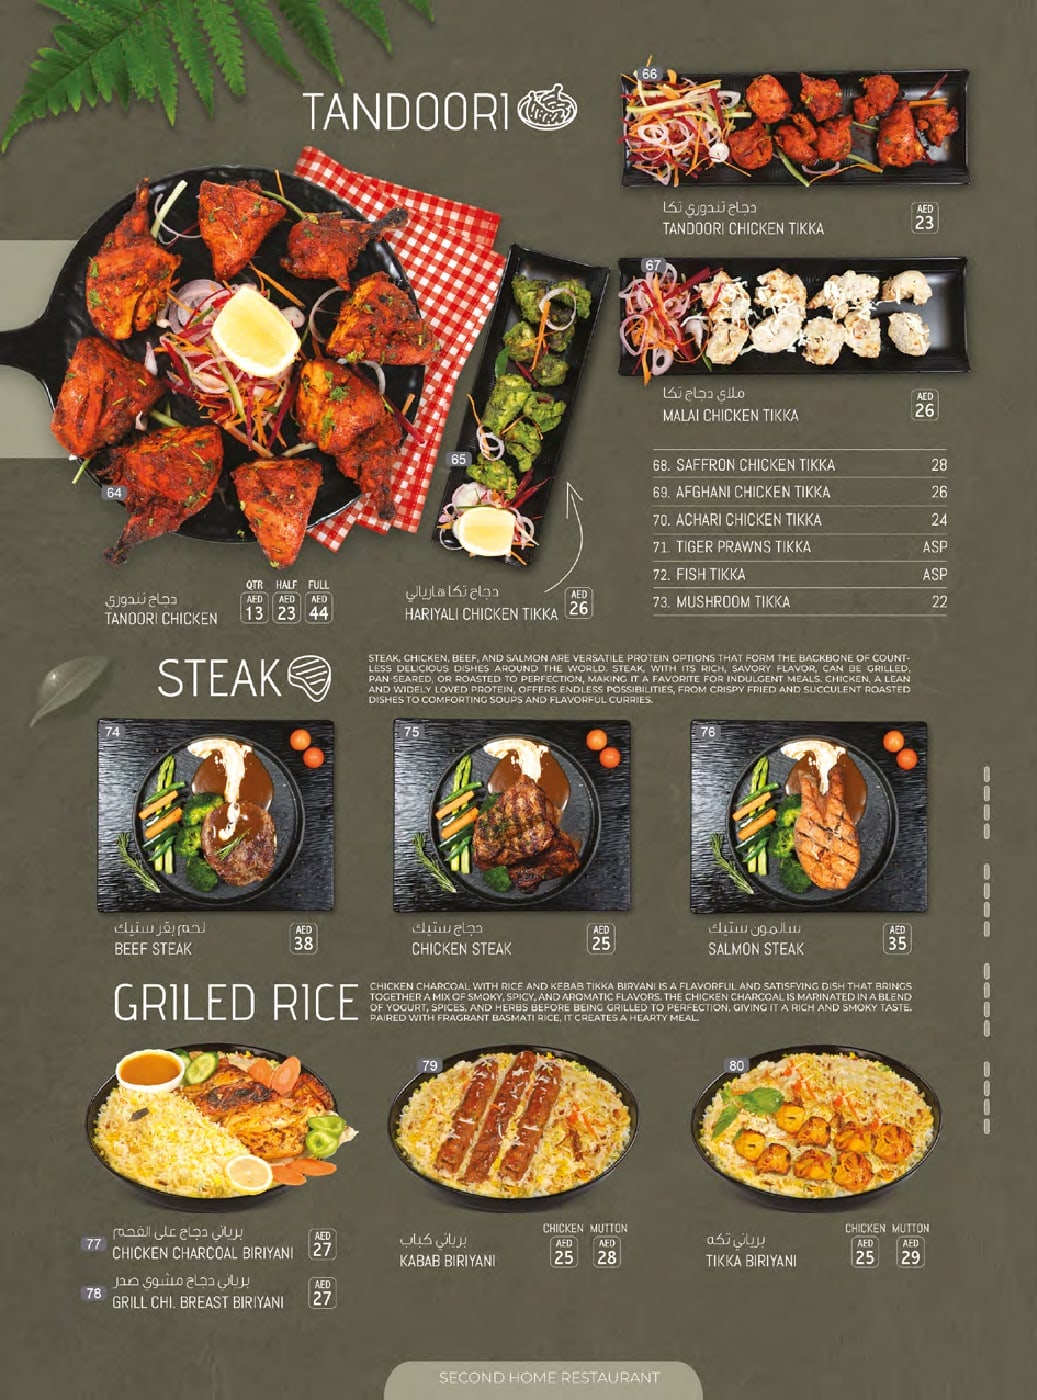 TANDOORI
66
دجاج تندوري تكا
TANDOORI CHICKEN TIKKA
AED
23
67
ملاي دجاج تكا
MALAI CHICKEN TIKKA
AED
26
68. SAFFRON CHICKEN TIKKA 28
69. AFGHANI CHICKEN TIKKA 26
70. ACHARI CHICKEN TIKKA 24
71. TIGER PRAWNS TIKKA ASP
72. FISH TIKKA ASP
73. MUSHROOM TIKKA 22
64
دجاج تندوري
TANOORI CHICKEN
QTR HALF FULL
AED AED AED
13 23 44
65
دجاج تكا هارياني
HARIYALI CHICKEN TIKKA
AED
26
STEAK
STEAK, CHICKEN, BEEF, AND SALMON ARE VERSATILE PROTEIN OPTIONS THAT FORM THE BACKBONE OF COUNT-
LESS DELICIOUS DISHES AROUND THE WORLD. STEAK, WITH ITS RICH, SAVORY FLAVOR, CAN BE GRILLED,
PAN-SEARED, OR ROASTED TO PERFECTION, MAKING IT A FAVORITE FOR INDULGENT MEALS. CHICKEN, A LEAN
AND WIDELY LOVED PROTEIN, OFFERS ENDLESS POSSIBILITIES, FROM CRISPY FRIED AND SUCCULENT ROASTED
DISHES TO COMFORTING SOUPS AND FLAVORFUL CURRIES.
74
لحم بقر ستيك
BEEF STEAK
AED
38
75
دجاج ستيك
CHICKEN STEAK
AED
25
76
سالمون ستيك
SALMON STEAK
AED
35
GRILED RICE
CHICKEN CHARCOAL WITH RICE AND KEBAB TIKKA BIRYANI IS A FLAVORFUL AND SATISFYING DISH THAT BRINGS
TOGETHER A MIX OF SMOKY, SPICY, AND AROMATIC FLAVORS. THE CHICKEN CHARCOAL IS MARINATED IN A BLEND
OF YOGURT, SPICES, AND HERBS BEFORE BEING GRILLED TO PERFECTION, GIVING IT A RICH AND SMOKY TASTE.
PAIRED WITH FRAGRANT BASMATI RICE, IT CREATES A HEARTY MEAL.
77
برياني دجاج على الفحم
CHICKEN CHARCOAL BIRIYANI
AED
27
78
برياني دجاج مشوي صدر
GRILL CHI. BREAST BIRIYANI
AED
27
79
برياني كباب
KABAB BIRIYANI
CHICKEN MUTTON
AED AED
25 28
80
برياني تكه
TIKKA BIRIYANI
CHICKEN MUTTON
AED AED
25 29
SECOND HOME RESTAURANT